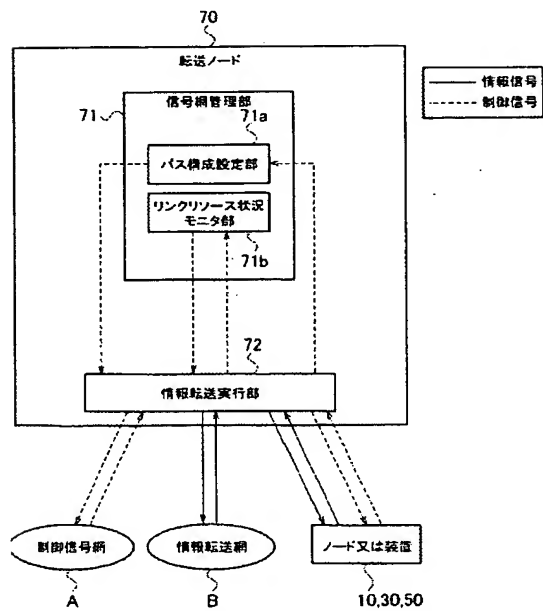 70
転送ノード
情報信号
制御信号
71
信号網管理部
71a
パス構成設定部
リンクリソース状況
モニタ部
71b
72
情報転送実行部
制御信号網
情報転送網
ノード又は装置
A
B
10,30,50